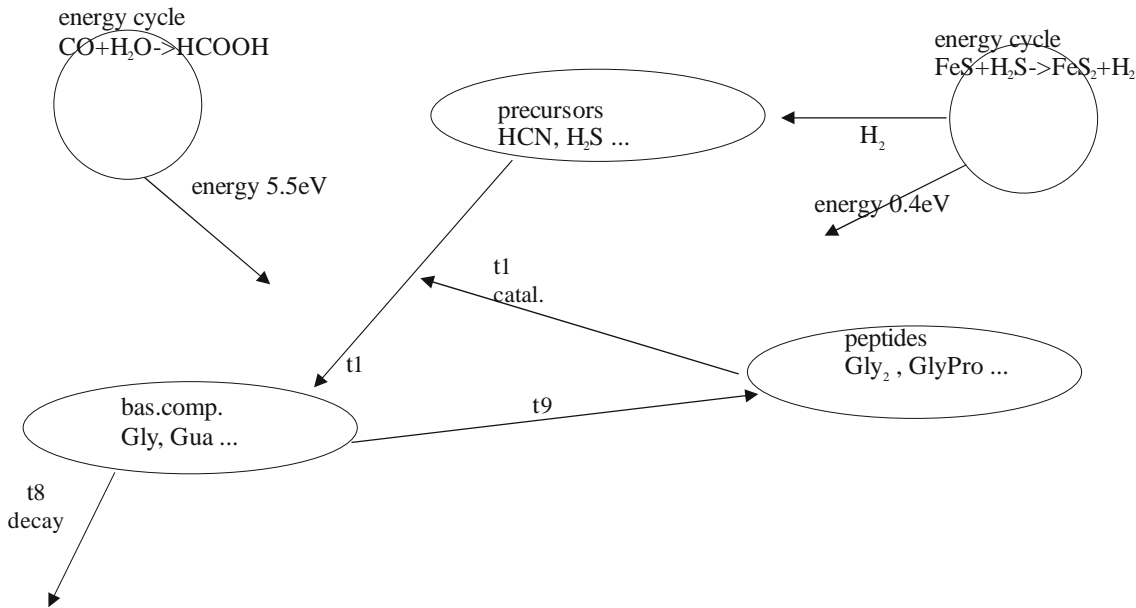 energy cycle
CO+H₂O->HCOOH
energy cycle
FeS+H₂S->FeS₂+H₂
precursors
HCN, H₂S ...
H₂
energy 5.5eV
energy 0.4eV
t1
catal.
t1
peptides
Gly₂ , GlyPro ...
bas.comp.
Gly, Gua ...
t9
t8
decay